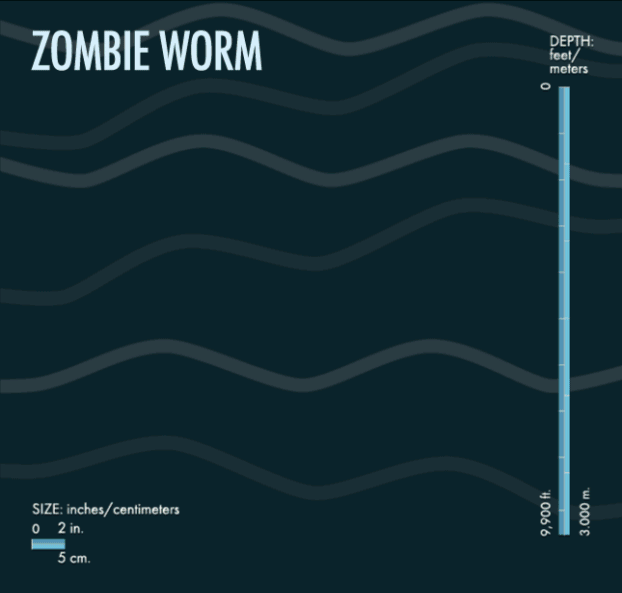 ZOMBIE WORM
DEPTH:
feet/
meters
0
9,900 ft.
3,000 m.
SIZE: inches/centimeters
0 2 in.
5 cm.